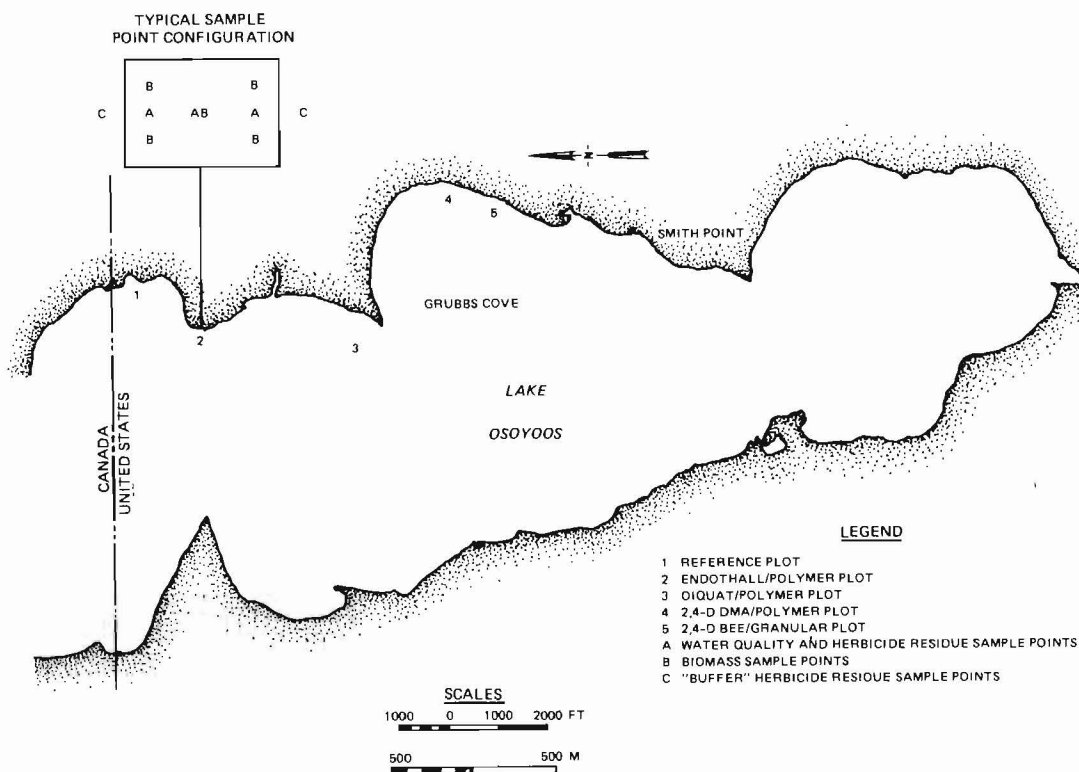 TYPICAL SAMPLE
POINT CONFIGURATION
B B
C A AB A C
B B
N
4
5
SMITH POINT
1
GRUBBS COVE
2
3
LAKE
OSOYOOS
CANADA
UNITED STATES
LEGEND
1 REFERENCE PLOT
2 ENDOTHALL/POLYMER PLOT
3 DIQUAT/POLYMER PLOT
4 2,4-D DMA/POLYMER PLOT
5 2,4-D BEE/GRANULAR PLOT
A WATER QUALITY AND HERBICIDE RESIDUE SAMPLE POINTS
B BIOMASS SAMPLE POINTS
C "BUFFER" HERBICIDE RESIDUE SAMPLE POINTS
SCALES
1000 0 1000 2000 FT
500 500 M